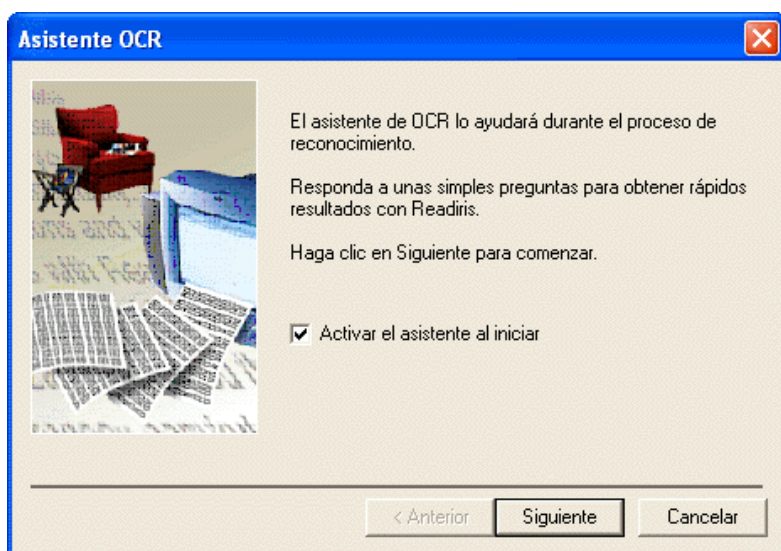 Asistente OCR
El asistente de OCR lo ayudará durante el proceso de
reconocimiento.
Responda a unas simples preguntas para obtener rápidos
resultados con Readiris.
Haga clic en Siguiente para comenzar.
Activar el asistente al iniciar
< Anterior
Siguiente
Cancelar